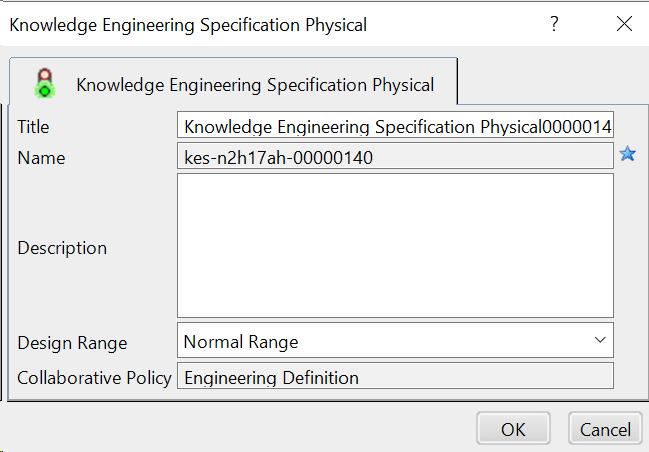 Knowledge Engineering Specification Physical
?
Knowledge Engineering Specification Physical
Title
Knowledge Engineering Specification Physical0000014
Name
kes-n2h17ah-00000140
Description
Design Range
Normal Range
Collaborative Policy
Engineering Definition
OK
Cancel